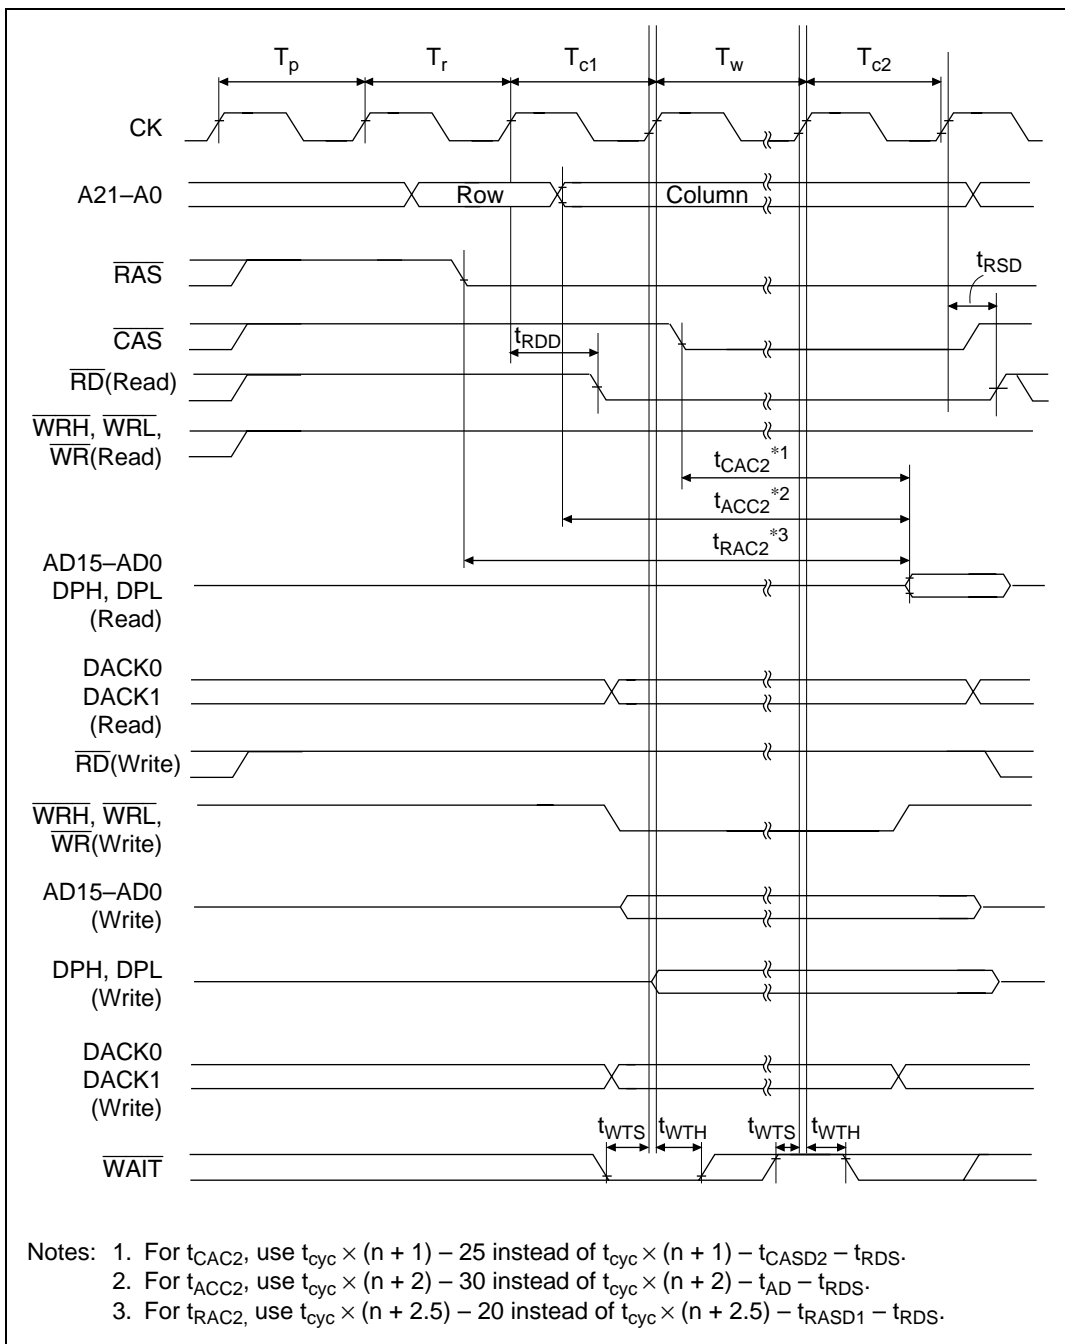 Tp Tr Tc1 Tw Tc2
CK
A21–A0 Row Column
RAS tRSD
CAS tRDD
RD(Read)
WRH, WRL,
WR(Read)
tCAC2*1
tACC2*2
tRAC2*3
AD15–AD0
DPH, DPL
(Read)
DACK0
DACK1
(Read)
RD(Write)
WRH, WRL,
WR(Write)
AD15–AD0
(Write)
DPH, DPL
(Write)
DACK0
DACK1
(Write)
tWTS tWTH tWTS tWTH
WAIT
Notes: 1. For tCAC2, use tcyc × (n + 1) – 25 instead of tcyc × (n + 1) – tCASD2 – tRDS.
2. For tACC2, use tcyc × (n + 2) – 30 instead of tcyc × (n + 2) – tAD – tRDS.
3. For tRAC2, use tcyc × (n + 2.5) – 20 instead of tcyc × (n + 2.5) – tRASD1 – tRDS.